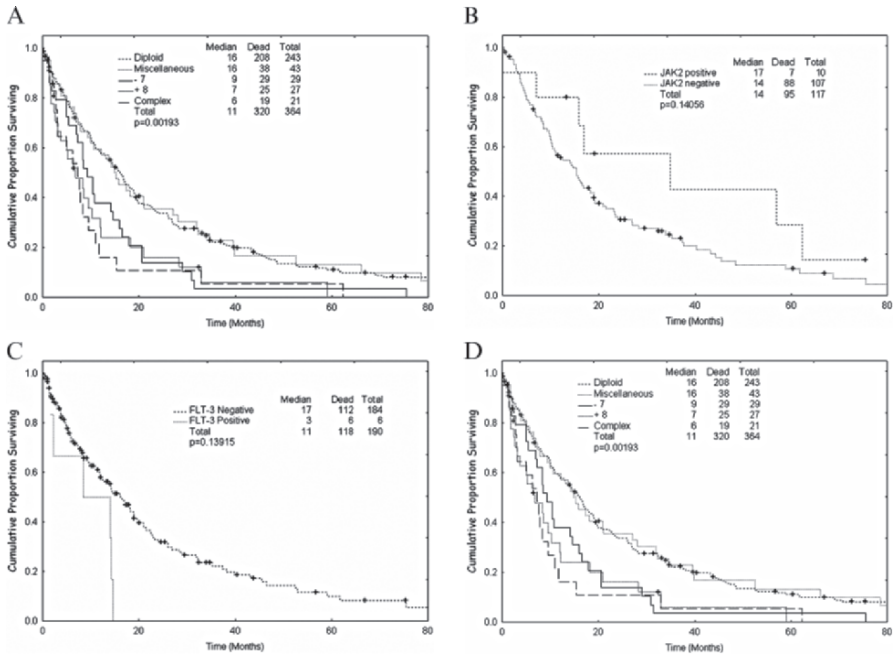 A
Cumulative Proportion Surviving
1.0
0.8
0.6
0.4
0.2
0.0
Median Dead Total
Diploid 16 208 243
Miscellaneous 16 38 43
- 7 9 29 29
+ 8 7 25 27
Complex 6 19 21
Total 11 320 364
p=0.00193
0 20 40 60 80
Time (Months)
B
Cumulative Proportion Surviving
1.0
0.8
0.6
0.4
0.2
0.0
Median Dead Total
JAK2 positive 17 7 10
JAK2 negative 14 88 107
Total 14 95 117
p=0.14056
0 20 40 60 80
Time (Months)
C
Cumulative Proportion Surviving
1.0
0.8
0.6
0.4
0.2
0.0
Median Dead Total
FLT-3 Negative 17 112 184
FLT-3 Positive 3 6 6
Total 11 118 190
p=0.13915
0 20 40 60 80
Time (Months)
D
Cumulative Proportion Surviving
1.0
0.8
0.6
0.4
0.2
0.0
Median Dead Total
Diploid 16 208 243
Miscellaneous 16 38 43
- 7 9 29 29
+ 8 7 25 27
Complex 6 19 21
Total 11 320 364
p=0.00193
0 20 40 60 80
Time (Months)